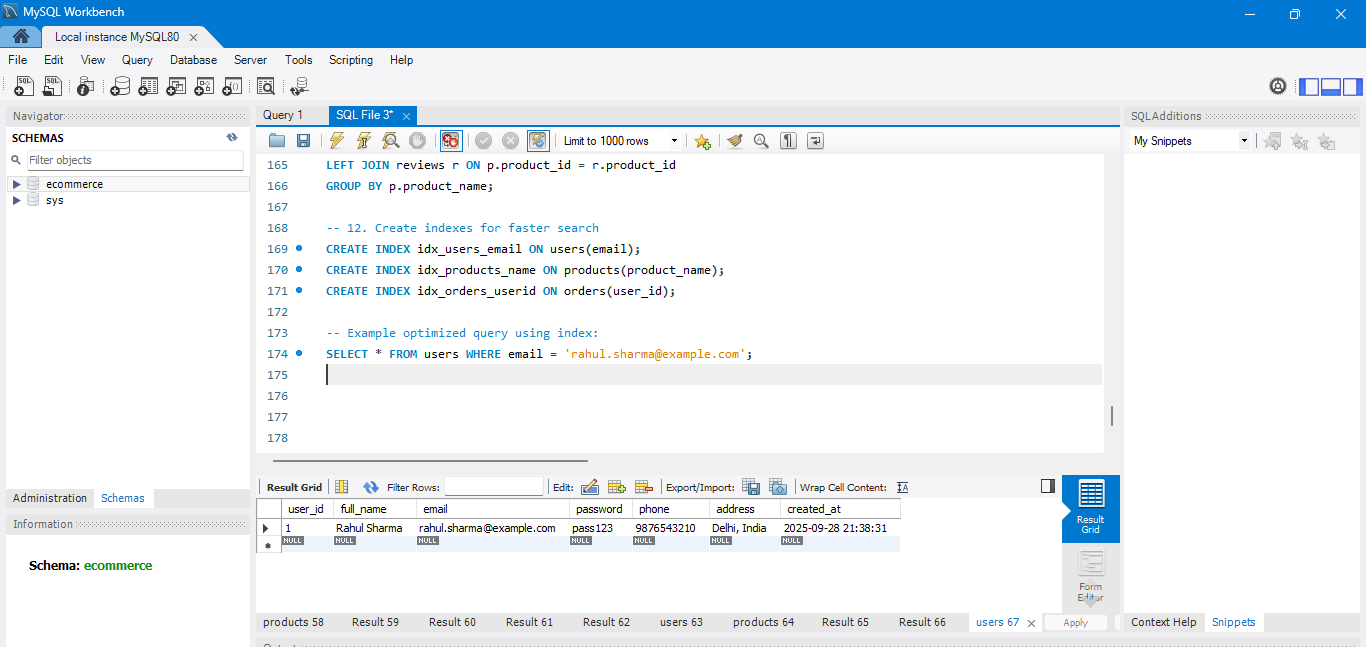 MySQL Workbench
Local instance MySQL80
File Edit View Query Database Server Tools Scripting Help
Navigator
SCHEMAS
Filter objects
ecommerce
sys
Administration Schemas
Information
Schema: ecommerce
Query 1 SQL File 3*
Limit to 1000 rows
165 LEFT JOIN reviews r ON p.product_id = r.product_id
166 GROUP BY p.product_name;
167
168 -- 12. Create indexes for faster search
169 CREATE INDEX idx_users_email ON users(email);
170 CREATE INDEX idx_products_name ON products(product_name);
171 CREATE INDEX idx_orders_userid ON orders(user_id);
172
173 -- Example optimized query using index:
174 SELECT * FROM users WHERE email = 'rahul.sharma@example.com';
175
176
177
178
Result Grid Filter Rows: Edit: Export/Import: Wrap Cell Content:
user_id full_name email password phone address created_at
1 Rahul Sharma rahul.sharma@example.com pass123 9876543210 Delhi, India 2025-09-28 21:38:31
NULL NULL NULL NULL NULL NULL NULL
Result
Grid
Form
Editor
products 58 Result 59 Result 60 Result 61 Result 62 users 63 products 64 Result 65 Result 66 users 67 Apply
SQLAdditions
My Snippets
Context Help Snippets